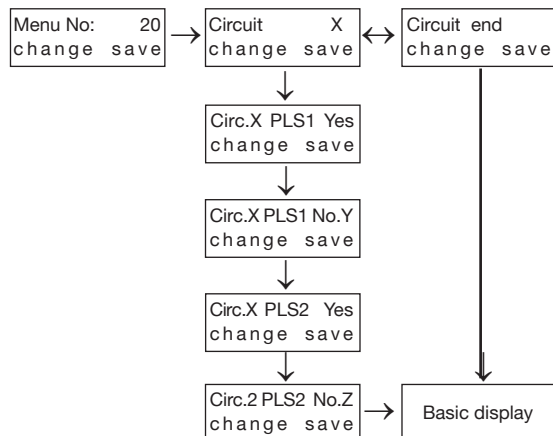 Menu No: 20
change save
Circuit X
change save
Circuit end
change save
Circ.X PLS1 Yes
change save
Circ.X PLS1 No.Y
change save
Circ.X PLS2 Yes
change save
Circ.2 PLS2 No.Z
change save
Basic display